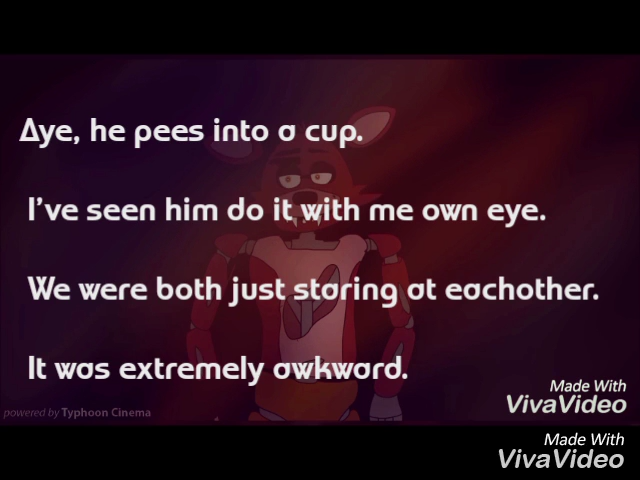 Aye, he pees into a cup.
I've seen him do it with me own eye.
We were both just staring at eachother.
It was extremely awkward.
powered by Typhoon Cinema
Made With
VivaVideo
Made With
VivaVideo